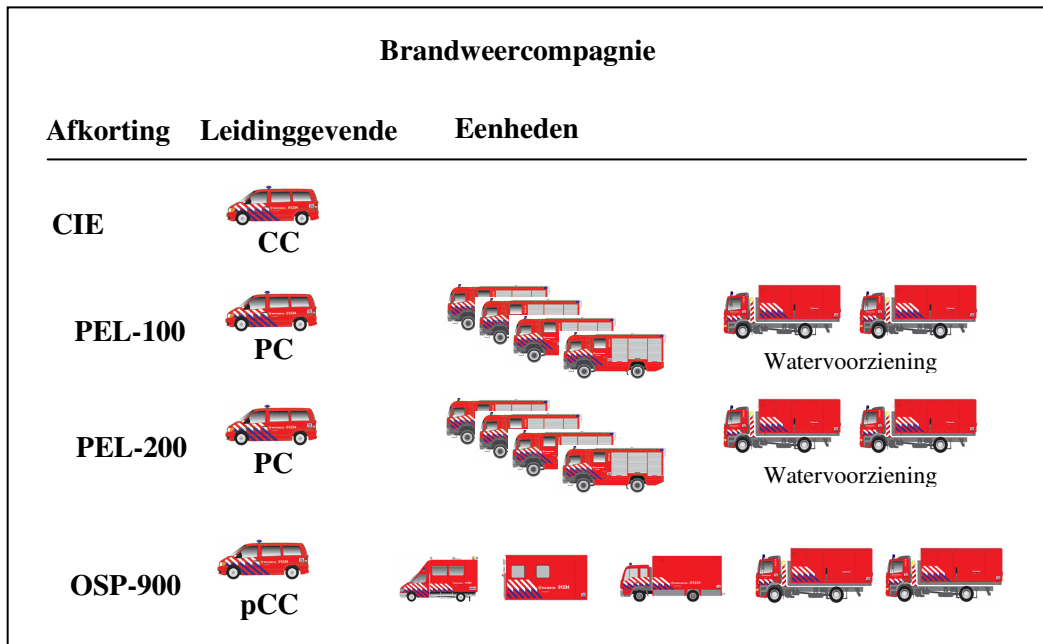 Brandweercompagnie
Afkorting Leidinggevende Eenheden
CIE
CC
PEL-100
PC
Watervoorziening
PEL-200
PC
Watervoorziening
OSP-900
pCC